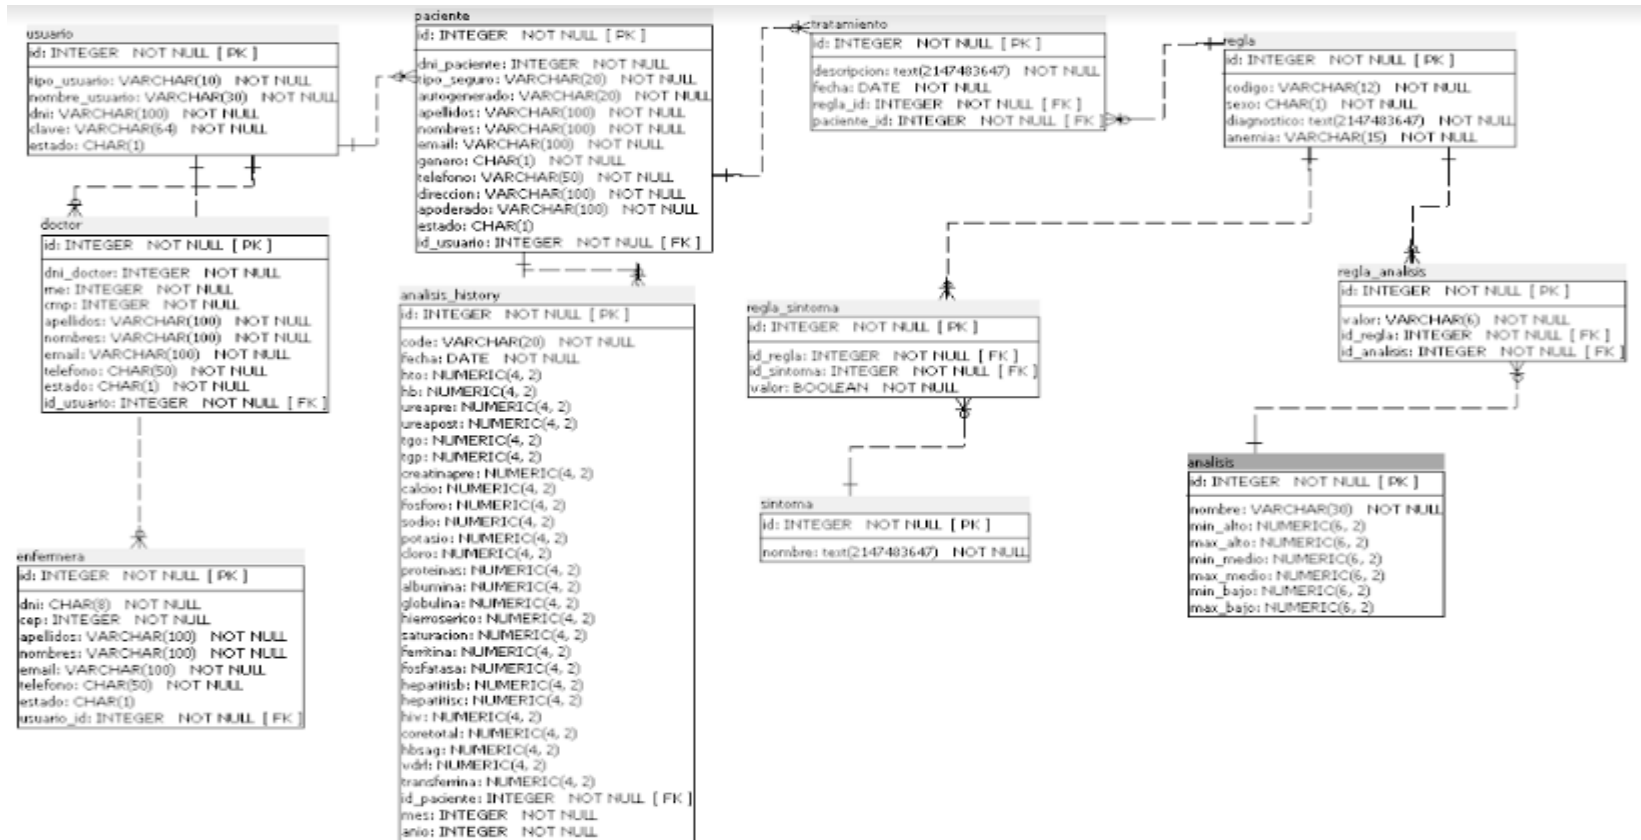 usuario
id: INTEGER NOT NULL [ PK ]
tipo_usuario: VARCHAR(10) NOT NULL
nombre_usuario: VARCHAR(30) NOT NULL
dni: VARCHAR(100) NOT NULL
clave: VARCHAR(64) NOT NULL
estado: CHAR(1)
paciente
id: INTEGER NOT NULL [ PK ]
dni_paciente: INTEGER NOT NULL
tipo_seguro: VARCHAR(20) NOT NULL
autogenerado: VARCHAR(20) NOT NULL
apellidos: VARCHAR(100) NOT NULL
nombres: VARCHAR(100) NOT NULL
email: VARCHAR(100) NOT NULL
genero: CHAR(1) NOT NULL
telefono: VARCHAR(50) NOT NULL
direccion: VARCHAR(100) NOT NULL
apoderado: VARCHAR(100) NOT NULL
estado: CHAR(1)
id_usuario: INTEGER NOT NULL [ FK ]
tratamiento
id: INTEGER NOT NULL [ PK ]
descripcion: text(2147483647) NOT NULL
fecha: DATE NOT NULL
regla_id: INTEGER NOT NULL [ FK ]
paciente_id: INTEGER NOT NULL [ FK ]
regla
id: INTEGER NOT NULL [ PK ]
codigo: VARCHAR(12) NOT NULL
sexo: CHAR(1) NOT NULL
diagnostico: text(2147483647) NOT NULL
anemia: VARCHAR(15) NOT NULL
doctor
id: INTEGER NOT NULL [ PK ]
dni_doctor: INTEGER NOT NULL
rne: INTEGER NOT NULL
cmp: INTEGER NOT NULL
apellidos: VARCHAR(100) NOT NULL
nombres: VARCHAR(100) NOT NULL
email: VARCHAR(100) NOT NULL
telefono: CHAR(50) NOT NULL
estado: CHAR(1) NOT NULL
id_usuario: INTEGER NOT NULL [ FK ]
analisis_history
id: INTEGER NOT NULL [ PK ]
code: VARCHAR(20) NOT NULL
fecha: DATE NOT NULL
hto: NUMERIC(4, 2)
hb: NUMERIC(4, 2)
ureapre: NUMERIC(4, 2)
ureapost: NUMERIC(4, 2)
tgo: NUMERIC(4, 2)
tgp: NUMERIC(4, 2)
creatinapre: NUMERIC(4, 2)
calcio: NUMERIC(4, 2)
fosforo: NUMERIC(4, 2)
sodio: NUMERIC(4, 2)
potasio: NUMERIC(4, 2)
cloro: NUMERIC(4, 2)
proteinas: NUMERIC(4, 2)
albumina: NUMERIC(4, 2)
globulina: NUMERIC(4, 2)
hierroserico: NUMERIC(4, 2)
saturacion: NUMERIC(4, 2)
ferritina: NUMERIC(4, 2)
fosfatasa: NUMERIC(4, 2)
hepatitisb: NUMERIC(4, 2)
hepatitisc: NUMERIC(4, 2)
hiv: NUMERIC(4, 2)
coretotal: NUMERIC(4, 2)
hbsag: NUMERIC(4, 2)
vdrl: NUMERIC(4, 2)
transferrina: NUMERIC(4, 2)
id_paciente: INTEGER NOT NULL [ FK ]
mes: INTEGER NOT NULL
anio: INTEGER NOT NULL
regla_sintoma
id: INTEGER NOT NULL [ PK ]
id_regla: INTEGER NOT NULL [ FK ]
id_sintoma: INTEGER NOT NULL [ FK ]
valor: BOOLEAN NOT NULL
regla_analisis
id: INTEGER NOT NULL [ PK ]
valor: VARCHAR(6) NOT NULL
id_regla: INTEGER NOT NULL [ FK ]
id_analisis: INTEGER NOT NULL [ FK ]
enfermera
id: INTEGER NOT NULL [ PK ]
dni: CHAR(8) NOT NULL
cep: INTEGER NOT NULL
apellidos: VARCHAR(100) NOT NULL
nombres: VARCHAR(100) NOT NULL
email: VARCHAR(100) NOT NULL
telefono: CHAR(50) NOT NULL
estado: CHAR(1)
usuario_id: INTEGER NOT NULL [ FK ]
sintoma
id: INTEGER NOT NULL [ PK ]
nombre: text(2147483647) NOT NULL
analisis
id: INTEGER NOT NULL [ PK ]
nombre: VARCHAR(30) NOT NULL
min_alto: NUMERIC(6, 2)
max_alto: NUMERIC(6, 2)
min_medio: NUMERIC(6, 2)
max_medio: NUMERIC(6, 2)
min_bajo: NUMERIC(6, 2)
max_bajo: NUMERIC(6, 2)